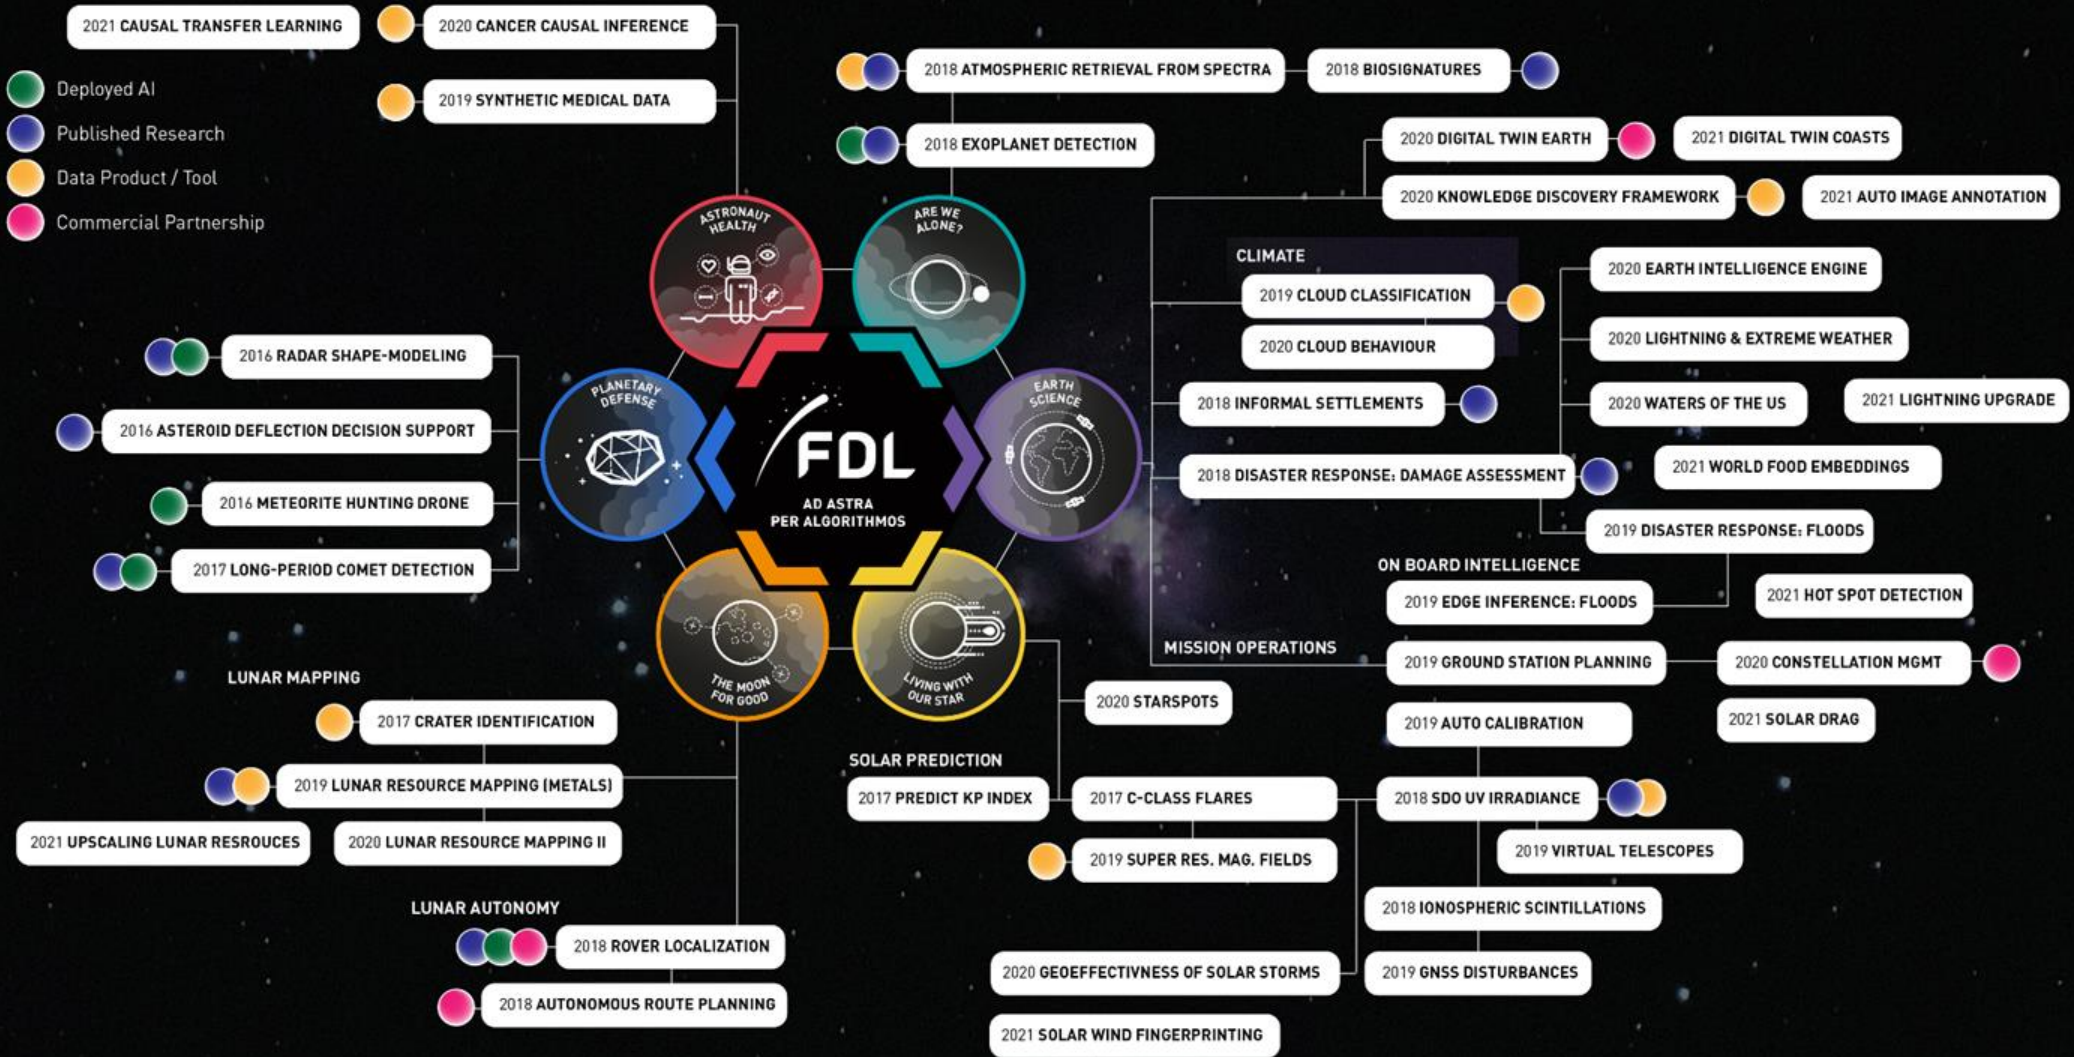 2021 CAUSAL TRANSFER LEARNING
2020 CANCER CAUSAL INFERENCE
2019 SYNTHETIC MEDICAL DATA
Deployed AI
Published Research
Data Product / Tool
Commercial Partnership
2018 ATMOSPHERIC RETRIEVAL FROM SPECTRA
2018 BIOSIGNATURES
2018 EXOPLANET DETECTION
2020 DIGITAL TWIN EARTH
2021 DIGITAL TWIN COASTS
2020 KNOWLEDGE DISCOVERY FRAMEWORK
2021 AUTO IMAGE ANNOTATION
ASTRONAUT
HEALTH
ARE WE
ALONE?
CLIMATE
2019 CLOUD CLASSIFICATION
2020 CLOUD BEHAVIOUR
2020 EARTH INTELLIGENCE ENGINE
2020 LIGHTNING & EXTREME WEATHER
2018 INFORMAL SETTLEMENTS
2020 WATERS OF THE US
2021 LIGHTNING UPGRADE
2018 DISASTER RESPONSE: DAMAGE ASSESSMENT
2021 WORLD FOOD EMBEDDINGS
2019 DISASTER RESPONSE: FLOODS
2016 RADAR SHAPE-MODELING
2016 ASTEROID DEFLECTION DECISION SUPPORT
2016 METEORITE HUNTING DRONE
2017 LONG-PERIOD COMET DETECTION
PLANETARY
DEFENSE
FDL
AD ASTRA
PER ALGORITHMOS
EARTH
SCIENCE
ON BOARD INTELLIGENCE
2019 EDGE INFERENCE: FLOODS
2021 HOT SPOT DETECTION
MISSION OPERATIONS
2019 GROUND STATION PLANNING
2020 CONSTELLATION MGMT
2021 SOLAR DRAG
THE MOON
FOR GOOD
LIVING WITH
OUR STAR
LUNAR MAPPING
2017 CRATER IDENTIFICATION
2019 LUNAR RESOURCE MAPPING (METALS)
2021 UPSCALING LUNAR RESROUCES
2020 LUNAR RESOURCE MAPPING II
LUNAR AUTONOMY
2018 ROVER LOCALIZATION
2018 AUTONOMOUS ROUTE PLANNING
2020 STARSPOTS
SOLAR PREDICTION
2017 PREDICT KP INDEX
2017 C-CLASS FLARES
2019 SUPER RES. MAG. FIELDS
2019 AUTO CALIBRATION
2018 SDO UV IRRADIANCE
2019 VIRTUAL TELESCOPES
2018 IONOSPHERIC SCINTILLATIONS
2020 GEOEFFECTIVNESS OF SOLAR STORMS
2019 GNSS DISTURBANCES
2021 SOLAR WIND FINGERPRINTING